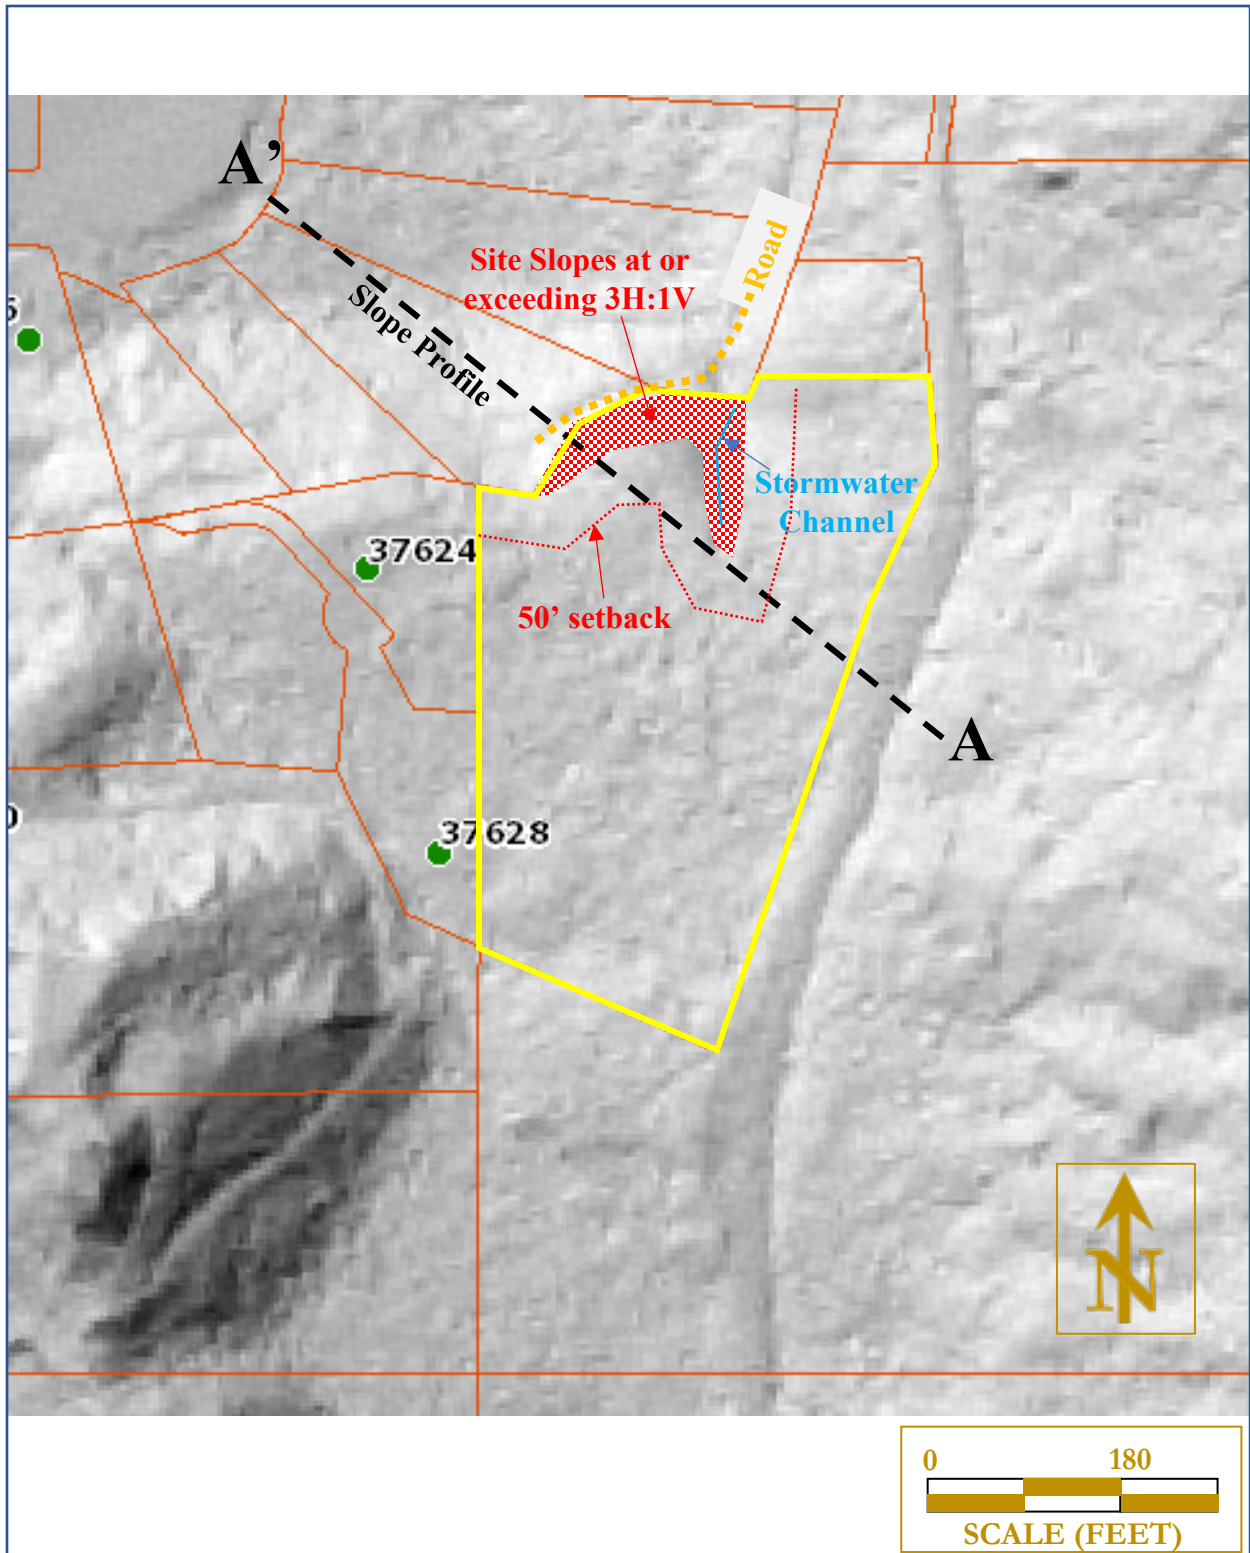 A’
Road
Site Slopes at or
exceeding 3H:1V
Slope Profile
Stormwater
Channel
37624
50’ setback
A
37628
N
0 180
SCALE (FEET)